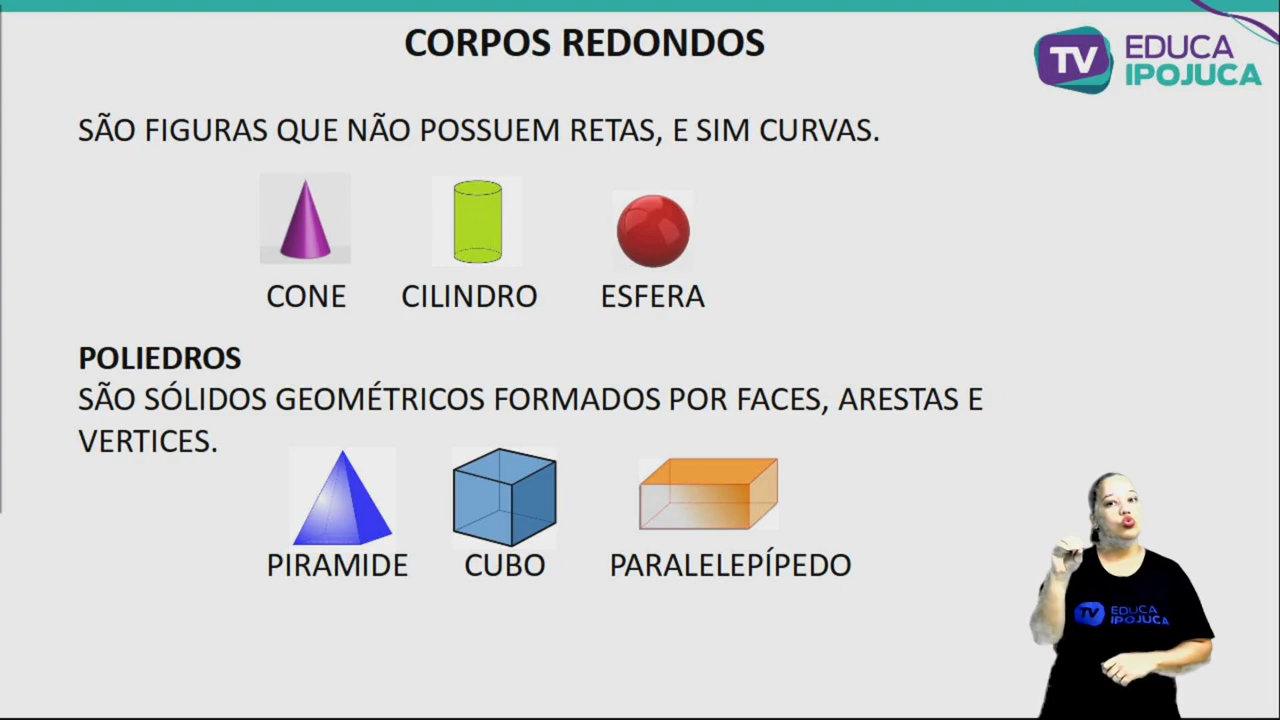 CORPOS REDONDOS
TV EDUCA
IPOJUCA
SÃO FIGURAS QUE NÃO POSSUEM RETAS, E SIM CURVAS.
CONE CILINDRO ESFERA
POLIEDROS
SÃO SÓLIDOS GEOMÉTRICOS FORMADOS POR FACES, ARESTAS E
VERTICES.
PIRAMIDE CUBO PARALELEPÍPEDO
TV EDUCA
IPOJUCA